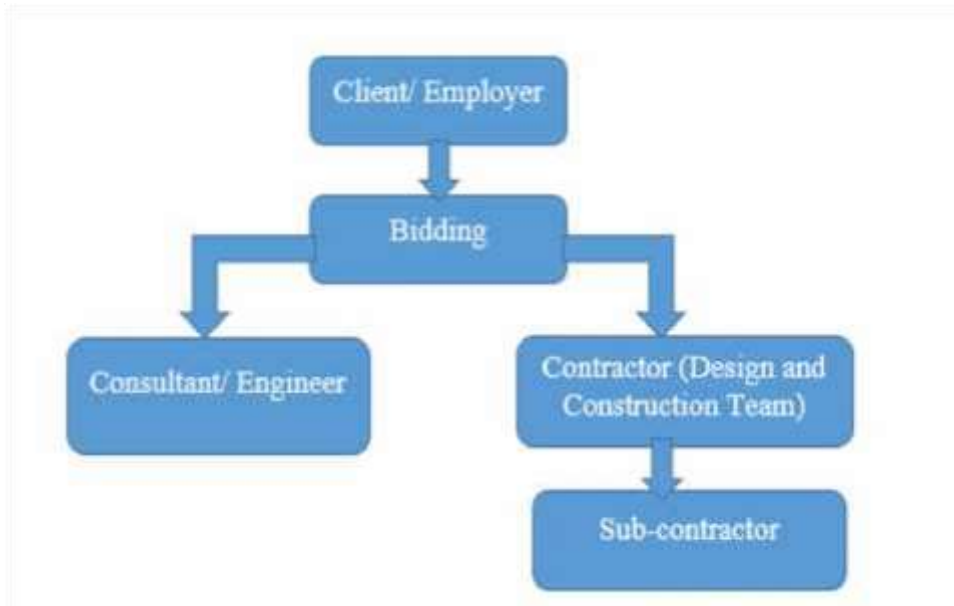 Client/ Employer
Bidding
Consultant/ Engineer
Contractor (Design and
Construction Team)
Sub-contractor